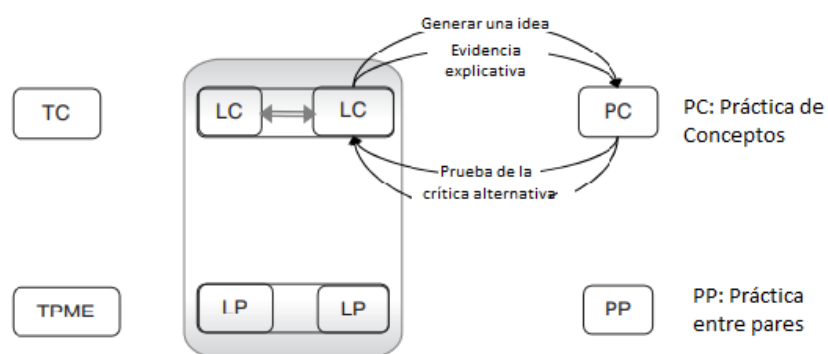 Generar una idea
Evidencia
explicativa
TC
LC
LC
PC
PC: Práctica de
Conceptos
Prueba de la
crítica alternativa
TPME
LP
LP
PP
PP: Práctica
entre pares